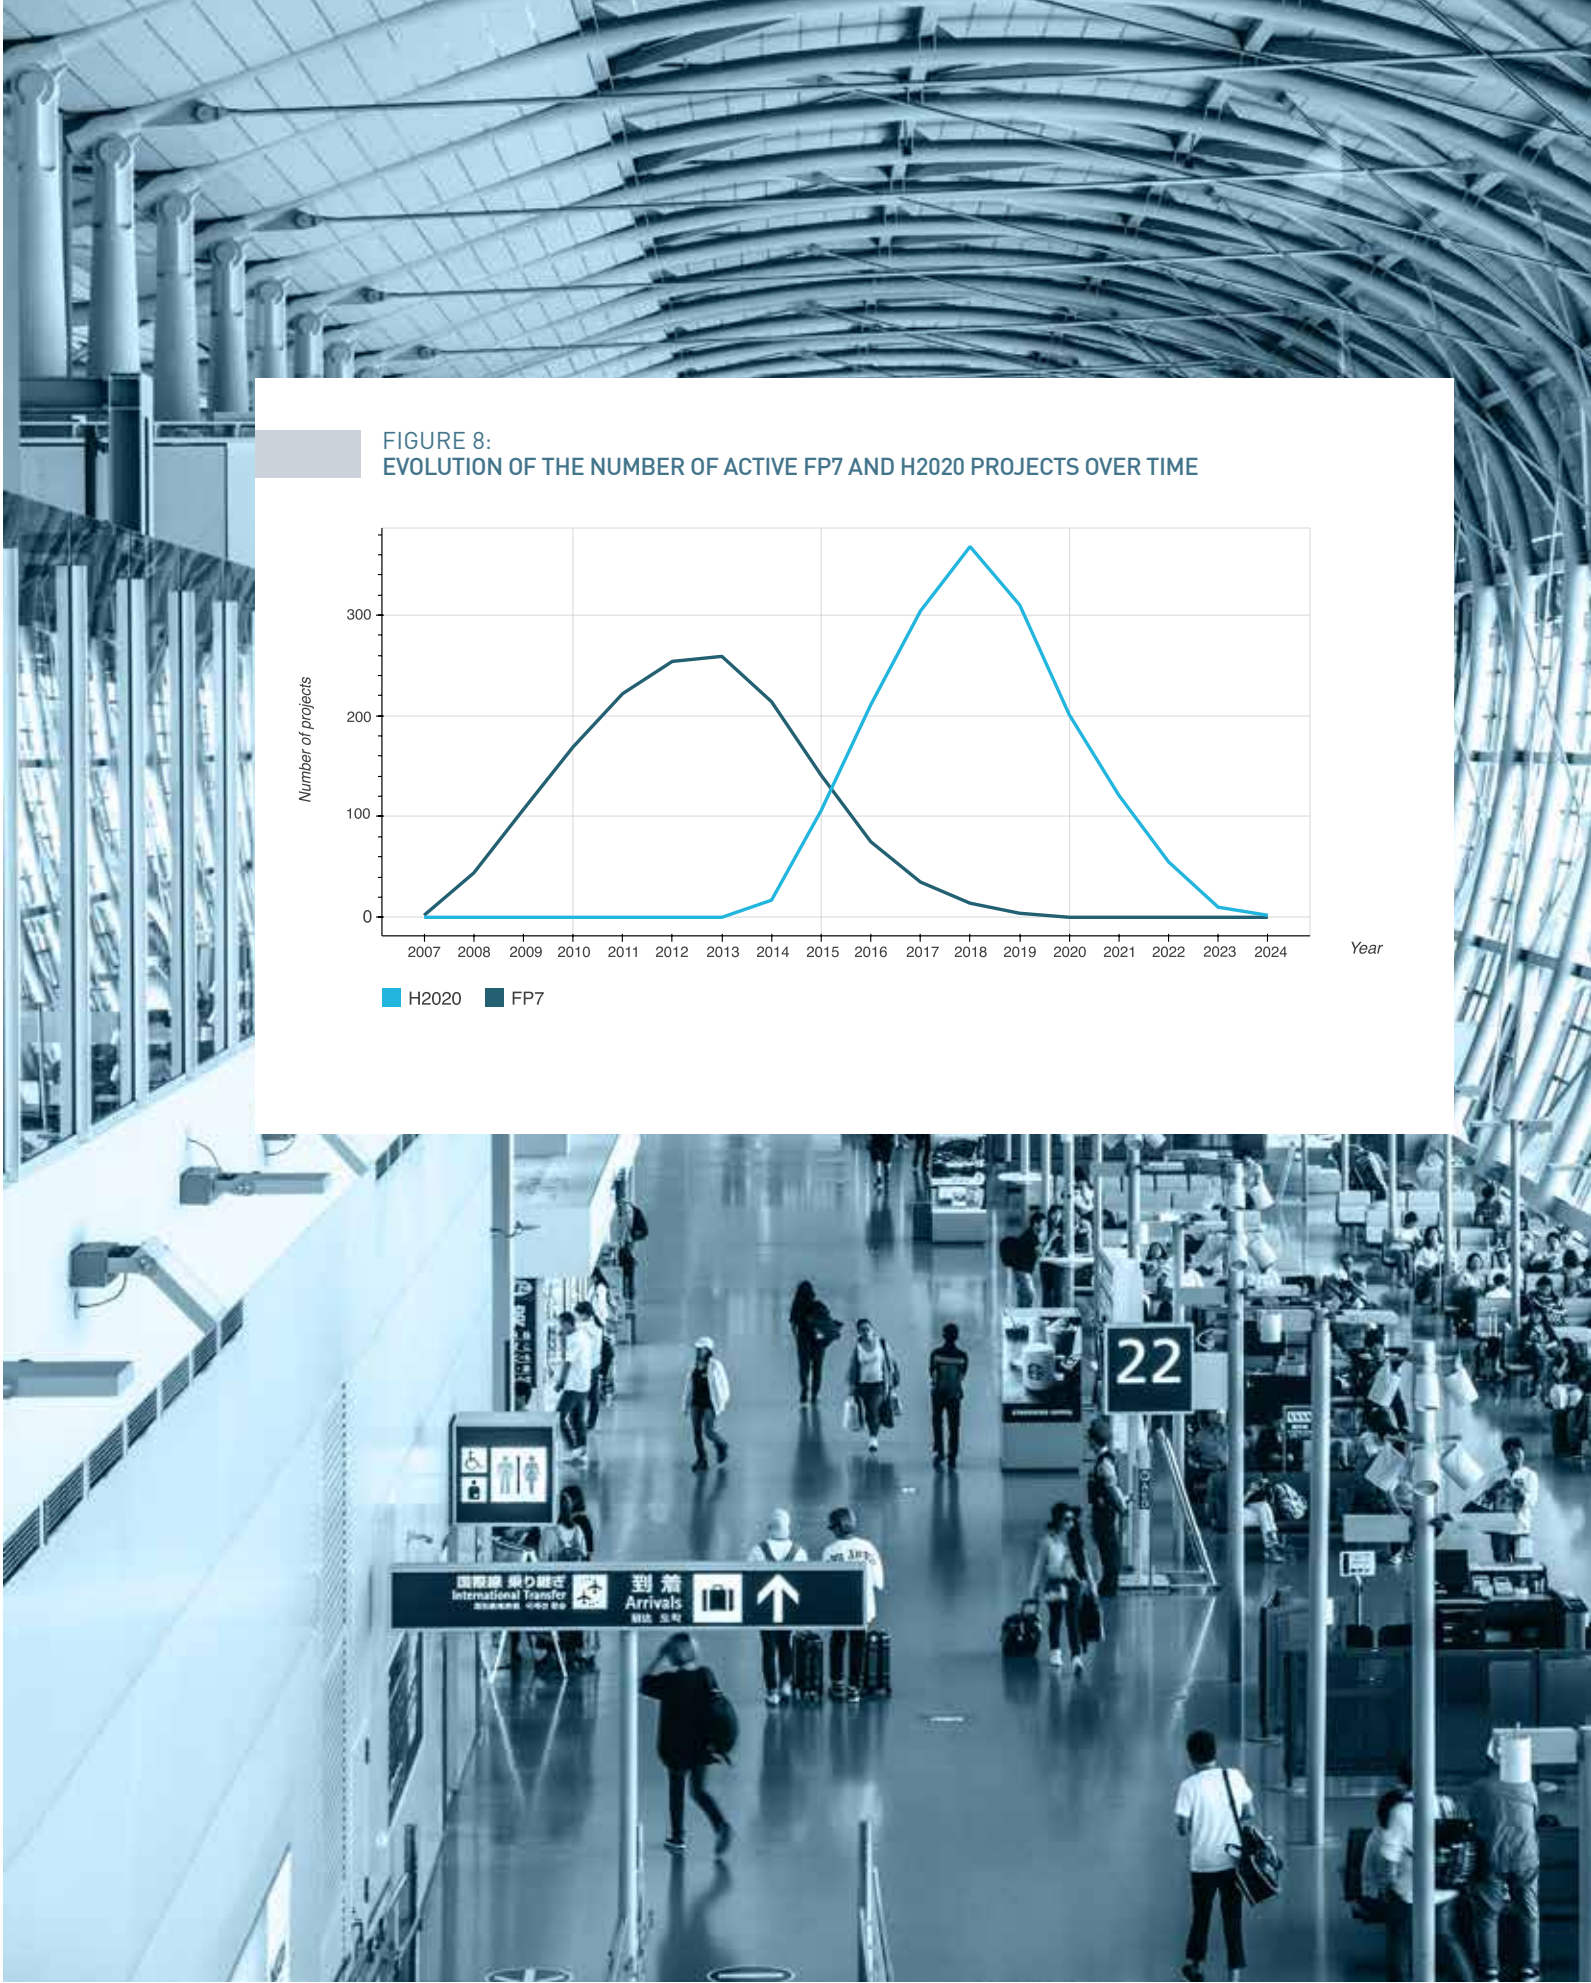 FIGURE 8:
EVOLUTION OF THE NUMBER OF ACTIVE FP7 AND H2020 PROJECTS OVER TIME
Number of projects
300
200
100
0
2007 2008 2009 2010 2011 2012 2013 2014 2015 2016 2017 2018 2019 2020 2021 2022 2023 2024
Year
H2020 FP7
22
国際線 乗り継ぎ
International Transfer
到着
Arrivals